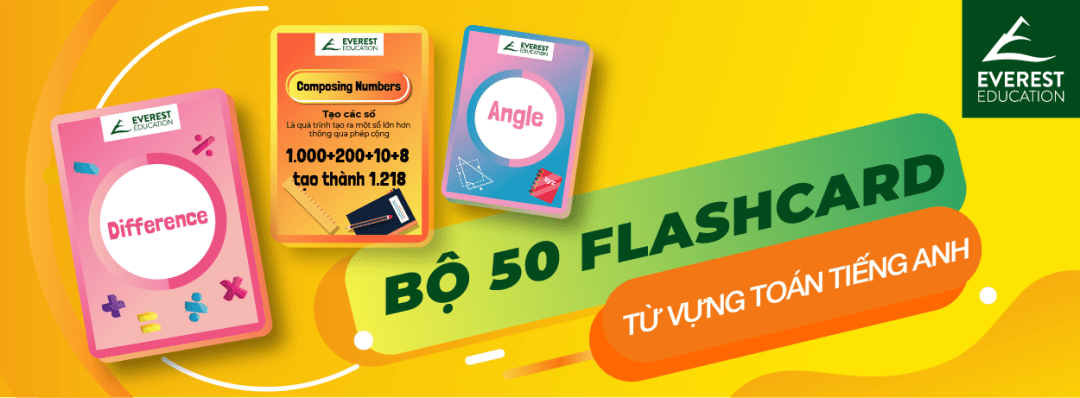 EVEREST
EDUCATION
Difference
EVEREST
EDUCATION
Composing Numbers
Tạo các số
Là quá trình tạo ra một số lớn hơn
thông qua phép cộng
1.000+200+10+8
tạo thành 1.218
EVEREST
EDUCATION
Angle
BỘ 50 FLASHCARD
TỪ VỰNG TOÁN TIẾNG ANH
EVEREST
EDUCATION